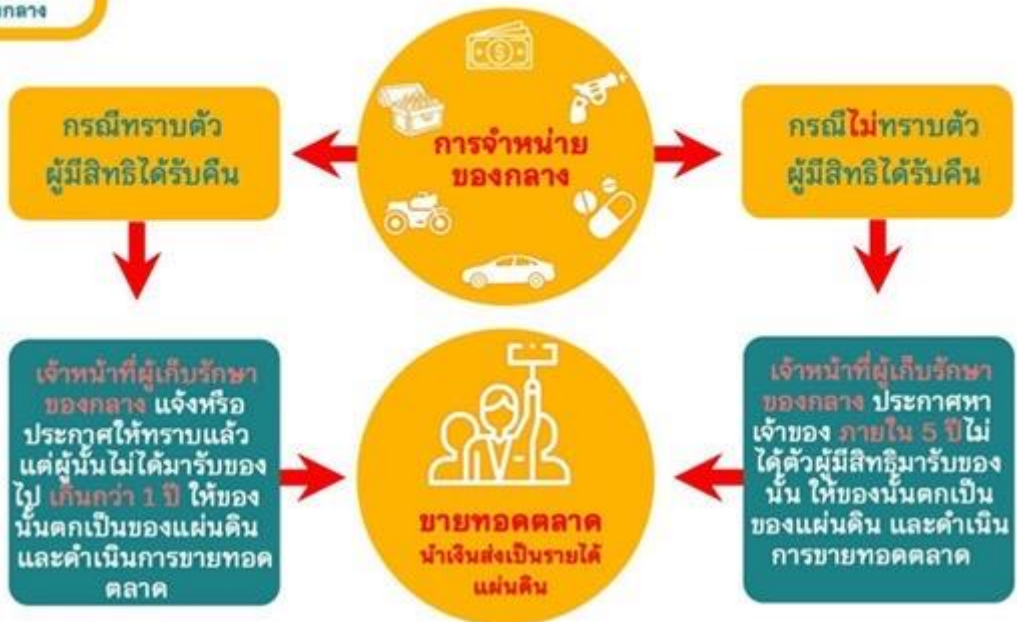 กลาง
การจำหน่าย
ของกลาง
กรณีทราบตัว
ผู้มีสิทธิได้รับคืน
กรณีไม่ทราบตัว
ผู้มีสิทธิได้รับคืน
เจ้าหน้าที่ผู้เก็บรักษา
ของกลาง แจ้งหรือ
ประกาศให้ทราบแล้ว
แต่ผู้นั้นไม่ได้มารับของ
ไป เกินกว่า 1 ปี ให้ของ
นั้นตกเป็นของแผ่นดิน
และดำเนินการขายทอด
ตลาด
ขายทอดตลาด
นำเงินส่งเป็นรายได้
แผ่นดิน
เจ้าหน้าที่ผู้เก็บรักษา
ของกลาง ประกาศหา
เจ้าของ ภายใน 5 ปีไม่
ได้ตัวผู้มีสิทธิมารับของ
นั้น ให้ของนั้นตกเป็น
ของแผ่นดิน และดำเนิน
การขายทอดตลาด